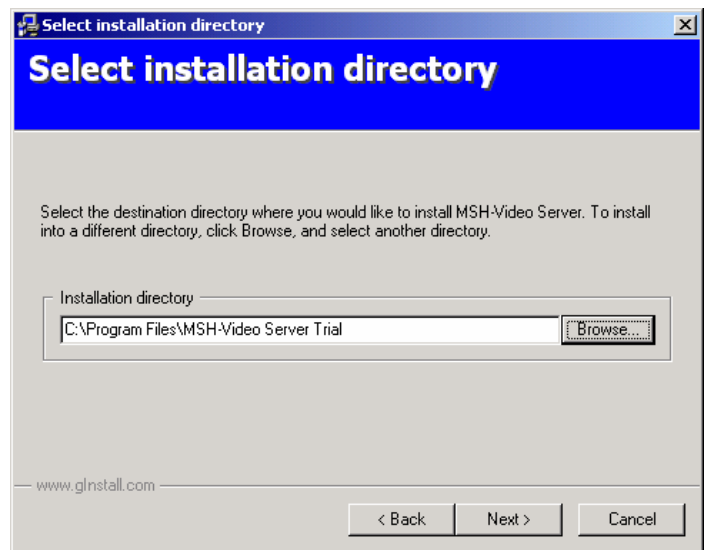 Select installation directory
Select installation directory
Select the destination directory where you would like to install MSH-Video Server. To install
into a different directory, click Browse, and select another directory.
Installation directory
C:\Program Files\MSH-Video Server Trial
Browse...
www.gInstall.com
< Back
Next >
Cancel